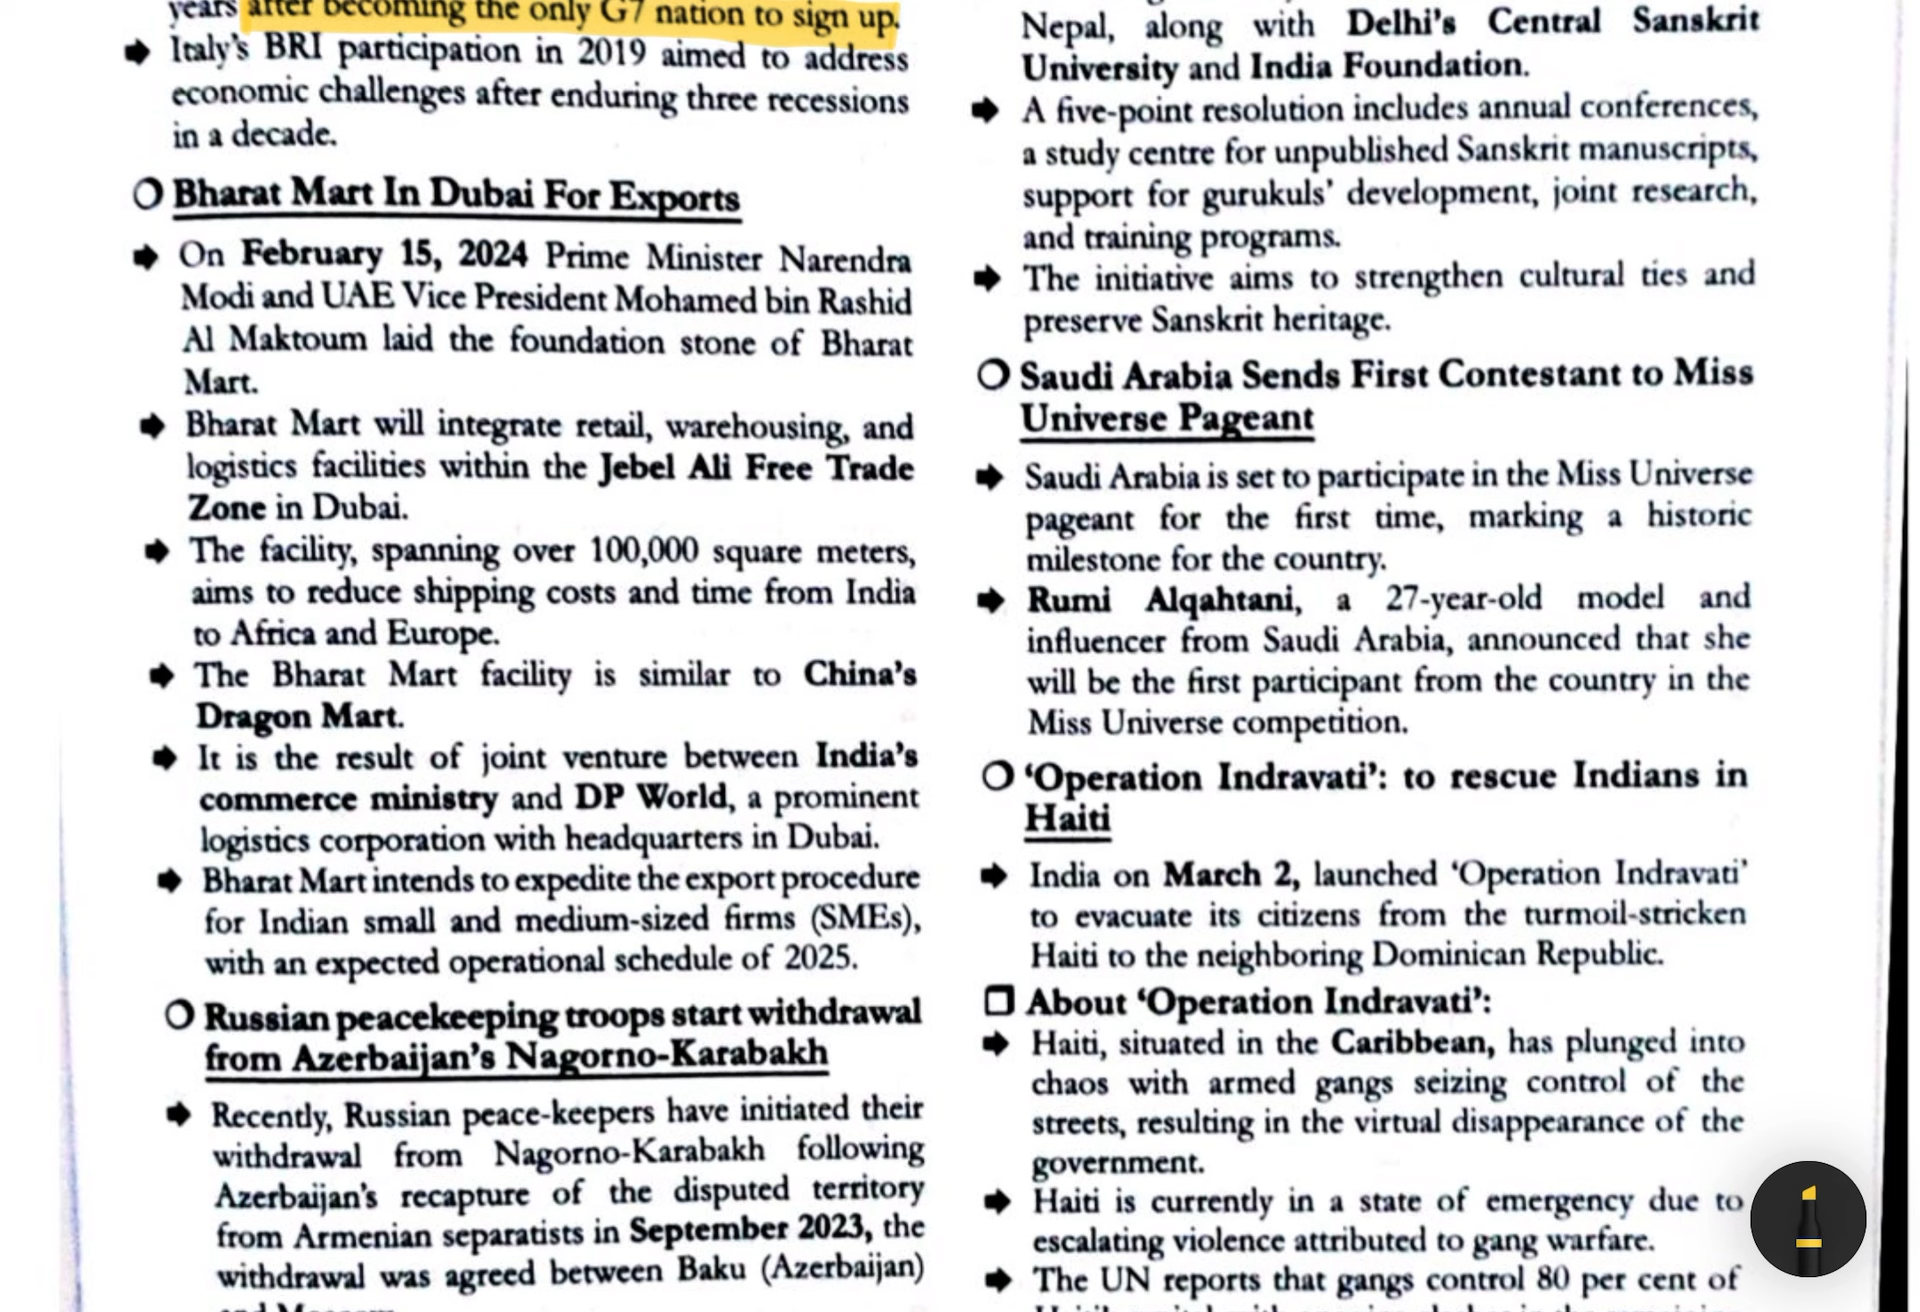 years after becoming the only G7 nation to sign up.
➔ Italy's BRI participation in 2019 aimed to address
economic challenges after enduring three recessions
in a decade.
○ Bharat Mart In Dubai For Exports
➔ On February 15, 2024 Prime Minister Narendra
Modi and UAE Vice President Mohamed bin Rashid
Al Maktoum laid the foundation stone of Bharat
Mart.
➔ Bharat Mart will integrate retail, warehousing, and
logistics facilities within the Jebel Ali Free Trade
Zone in Dubai.
➔ The facility, spanning over 100,000 square meters,
aims to reduce shipping costs and time from India
to Africa and Europe.
➔ The Bharat Mart facility is similar to China's
Dragon Mart.
➔ It is the result of joint venture between India's
commerce ministry and DP World, a prominent
logistics corporation with headquarters in Dubai.
➔ Bharat Mart intends to expedite the export procedure
for Indian small and medium-sized firms (SMEs),
with an expected operational schedule of 2025.
○ Russian peacekeeping troops start withdrawal
from Azerbaijan's Nagorno-Karabakh
➔ Recently, Russian peace-keepers have initiated their
withdrawal from Nagorno-Karabakh following
Azerbaijan's recapture of the disputed territory
from Armenian separatists in September 2023, the
withdrawal was agreed between Baku (Azerbaijan)
Nepal, along with Delhi's Central Sanskrit
University and India Foundation.
➔ A five-point resolution includes annual conferences,
a study centre for unpublished Sanskrit manuscripts,
support for gurukuls' development, joint research,
and training programs.
➔ The initiative aims to strengthen cultural ties and
preserve Sanskrit heritage.
○ Saudi Arabia Sends First Contestant to Miss
Universe Pageant
➔ Saudi Arabia is set to participate in the Miss Universe
pageant for the first time, marking a historic
milestone for the country.
➔ Rumi Alqahtani, a 27-year-old model and
influencer from Saudi Arabia, announced that she
will be the first participant from the country in the
Miss Universe competition.
○ 'Operation Indravati': to rescue Indians in
Haiti
➔ India on March 2, launched 'Operation Indravati'
to evacuate its citizens from the turmoil-stricken
Haiti to the neighboring Dominican Republic.
❒ About 'Operation Indravati':
➔ Haiti, situated in the Caribbean, has plunged into
chaos with armed gangs seizing control of the
streets, resulting in the virtual disappearance of the
government.
➔ Haiti is currently in a state of emergency due to
escalating violence attributed to gang warfare.
➔ The UN reports that gangs control 80 per cent of